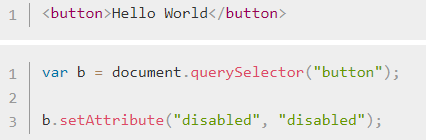 1 <button>Hello World</button>
1 var b = document.querySelector("button");
2
3 b.setAttribute("disabled", "disabled");